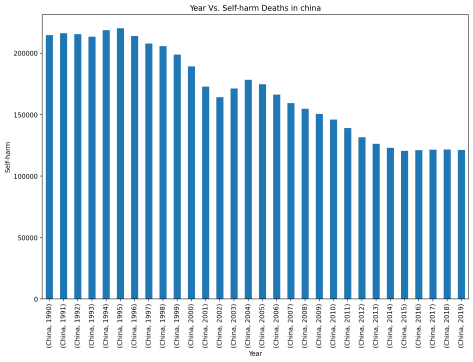 Year Vs. Self-harm Deaths in china
Self-harm
200000
150000
100000
50000
0
(China, 1990)
(China, 1991)
(China, 1992)
(China, 1993)
(China, 1994)
(China, 1995)
(China, 1996)
(China, 1997)
(China, 1998)
(China, 1999)
(China, 2000)
(China, 2001)
(China, 2002)
(China, 2003)
(China, 2004)
(China, 2005)
(China, 2006)
(China, 2007)
(China, 2008)
(China, 2009)
(China, 2010)
(China, 2011)
(China, 2012)
(China, 2013)
(China, 2014)
(China, 2015)
(China, 2016)
(China, 2017)
(China, 2018)
(China, 2019)
Year